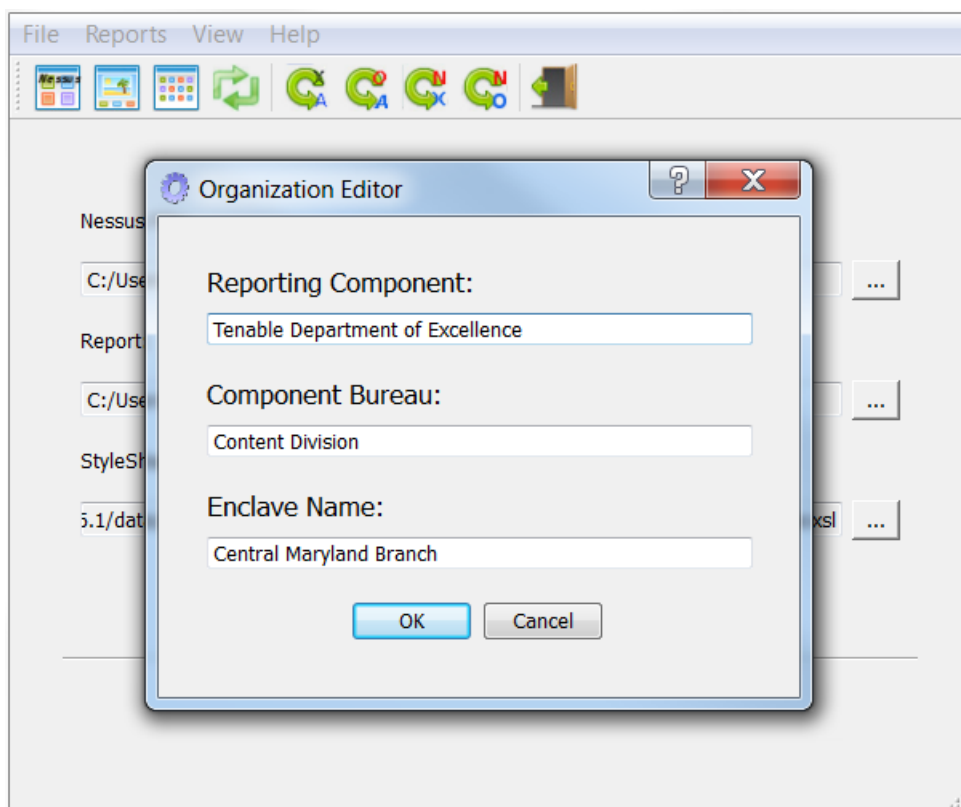 File Reports View Help
Nessus
X O N N
A A X O
Organization Editor
Nessus
C:/Use
...
Reporting Component:
Tenable Department of Excellence
Report
Component Bureau:
C:/Use
...
Content Division
StyleSh
Enclave Name:
5.1/dat
xsl
...
Central Maryland Branch
OK Cancel